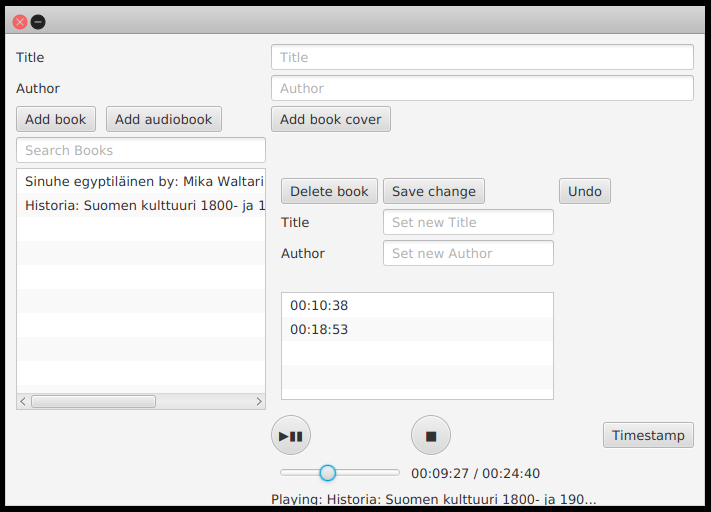 Title
Title
Author
Author
Add book
Add audiobook
Add book cover
Search Books
Sinuhe egyptiläinen by: Mika Waltari
Historia: Suomen kulttuuri 1800- ja 1
Delete book
Save change
Undo
Title
Set new Title
Author
Set new Author
00:10:38
00:18:53
Timestamp
00:09:27 / 00:24:40
Playing: Historia: Suomen kulttuuri 1800- ja 190...